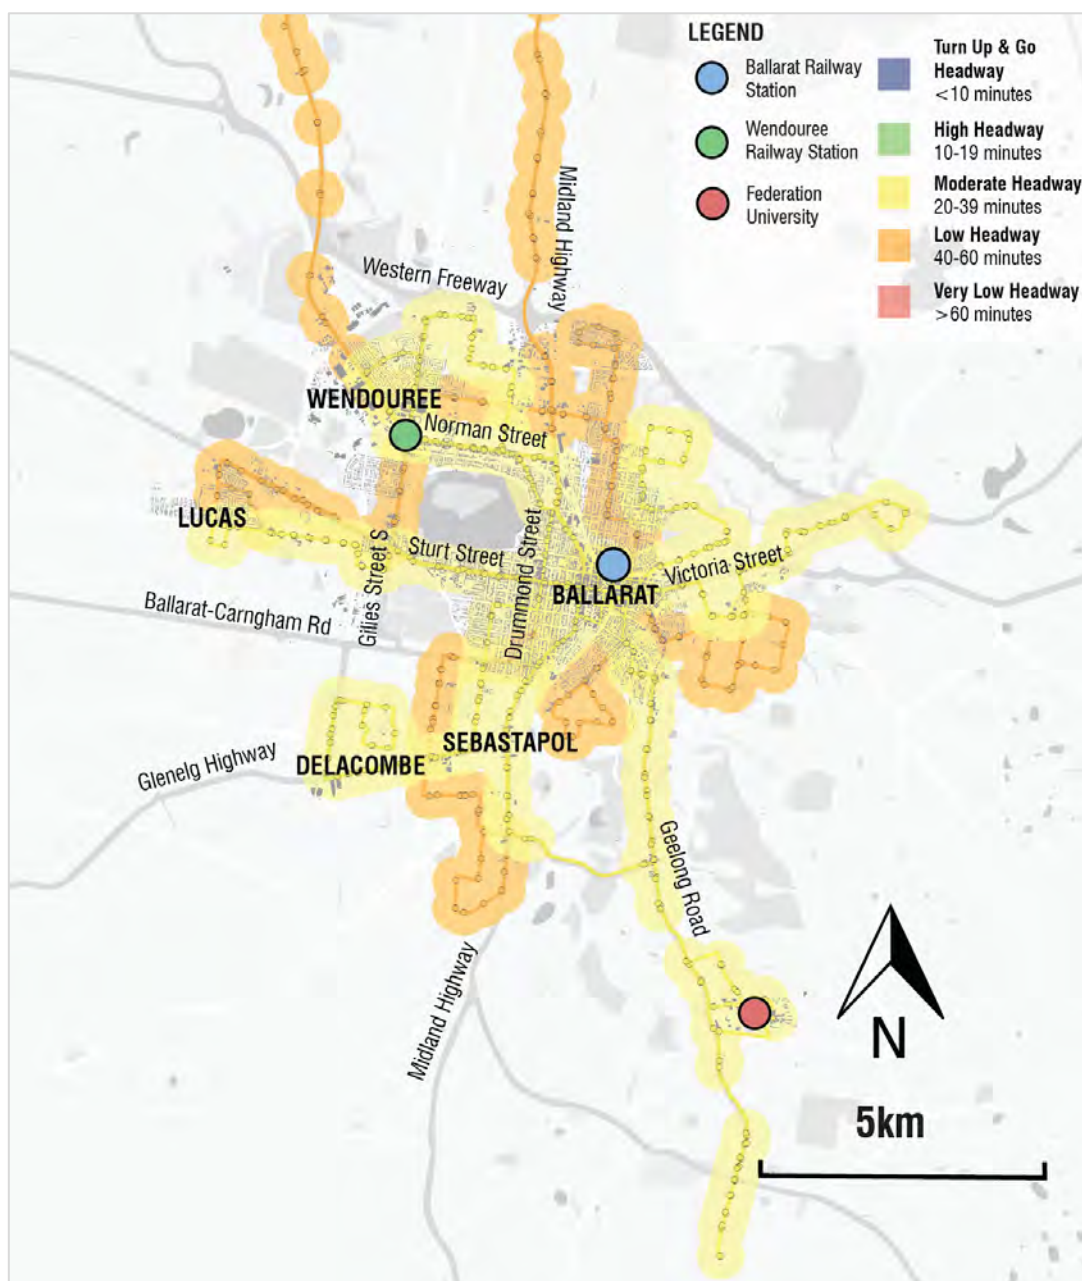 LEGEND
Ballarat Railway
Station
Wendouree
Railway Station
Federation
University
Turn Up & Go
Headway
<10 minutes
High Headway
10-19 minutes
Moderate Headway
20-39 minutes
Low Headway
40-60 minutes
Very Low Headway
>60 minutes
Midland Highway
Western Freeway
WENDOUREE
Norman Street
LUCAS
Sturt Street
Gilles Street S
Drummond Street
Victoria Street
BALLARAT
Ballarat-Carngham Rd
SEBASTAPOL
DELACOMBE
Glenelg Highway
Geelong Road
Midland Highway
N
5km